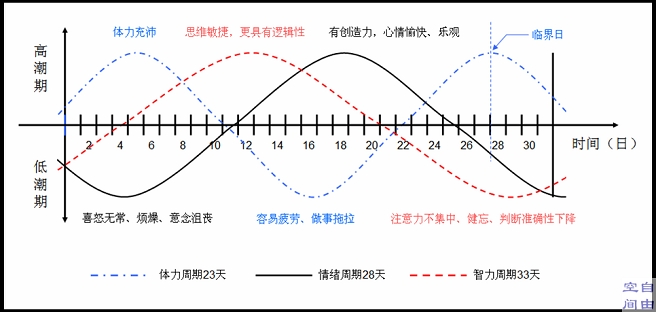 体力充沛
思维敏捷，更具有逻辑性
有创造力，心情愉快、乐观
临界日
高潮期
2 4 6 8 10 12 14 16 18 20 22 24 26 28 30
时间（日）
低潮期
喜怒无常、烦燥、意念沮丧
容易疲劳、做事拖拉
注意力不集中、健忘、判断准确性下降
体力周期23天
情绪周期28天
智力周期33天
空自
间由